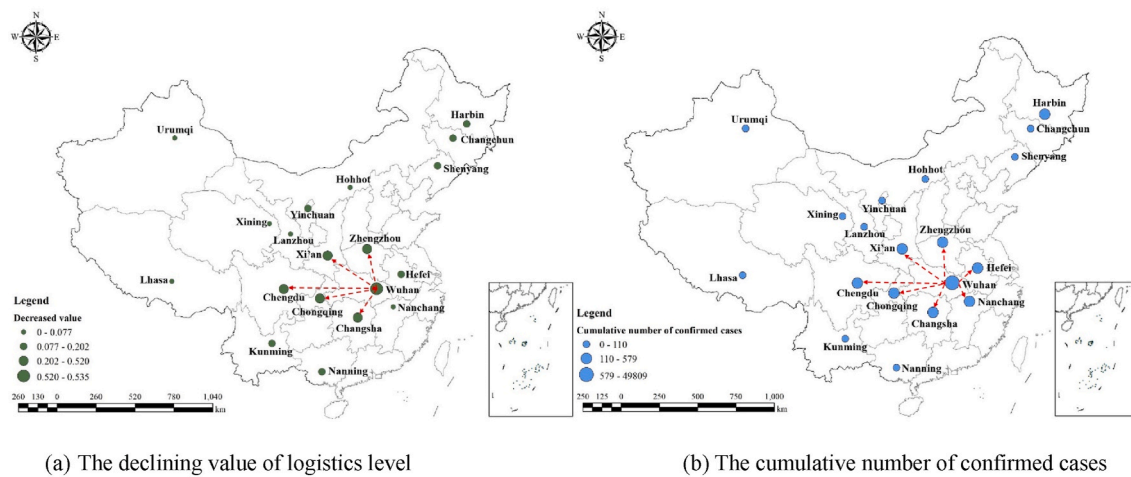 N
W E
S
Urumqi
Harbin
Changchun
Shenyang
Hohhot
Yinchuan
Xining
Lanzhou
Zhengzhou
Xi'an
Hefei
Lhasa
Wuhan
Chengdu
Chongqing
Nanchang
Changsha
Kunming
Nanning
Legend
Decreased value
0 - 0.077
0.077 - 0.202
0.202 - 0.520
0.520 - 0.535
260 130 0 260 520 780 1,040
km
1
N
W E
S
Urumqi
Harbin
Changchun
Shenyang
Hohhot
Yinchuan
Xining
Lanzhou
Zhengzhou
Xi'an
Hefei
Lhasa
Wuhan
Chengdu
Chongqing
Nanchang
Changsha
Kunming
Nanning
Legend
Cumulative number of confirmed cases
0 - 110
110 - 579
579 - 49809
250 125 0 250 500 750 1,000
km
1
(a) The declining value of logistics level
(b) The cumulative number of confirmed cases